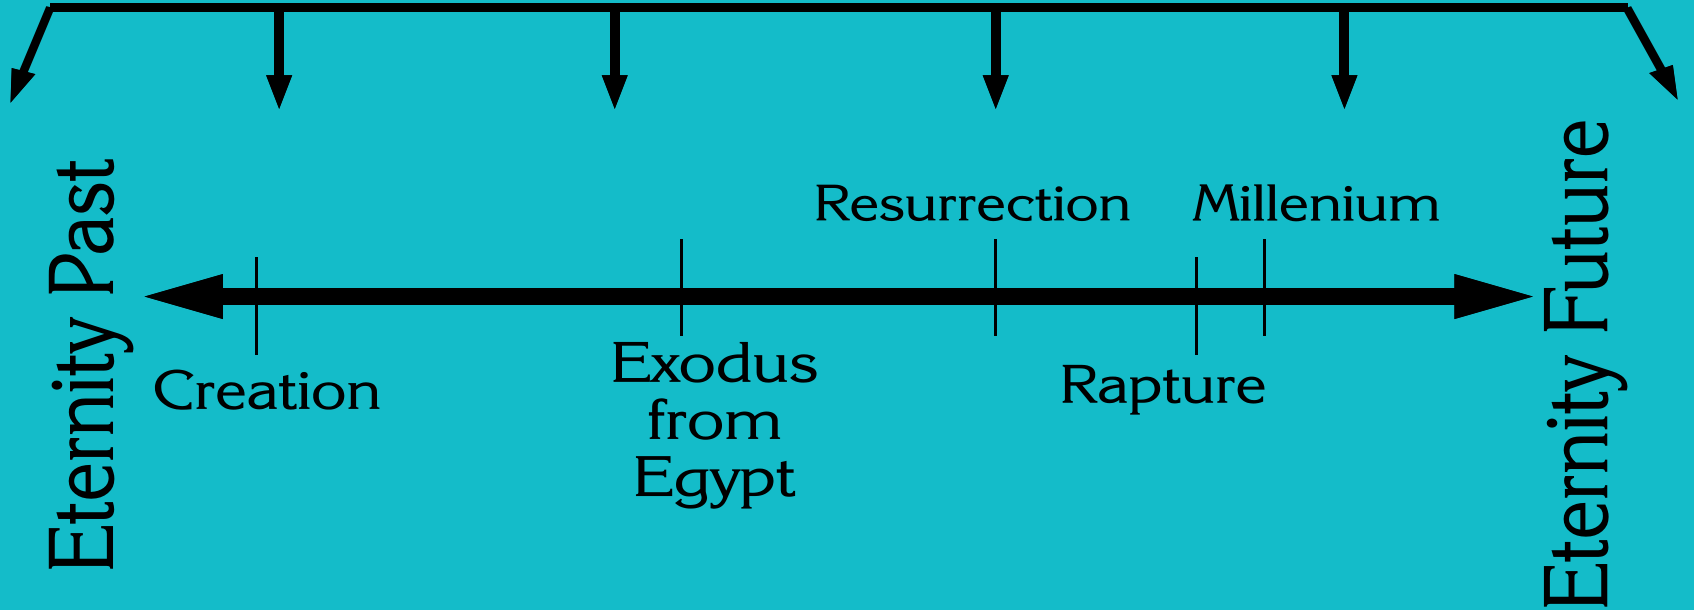 Eternity Past
Creation
Exodus
from
Egypt
Resurrection
Rapture
Millenium
Eternity Future